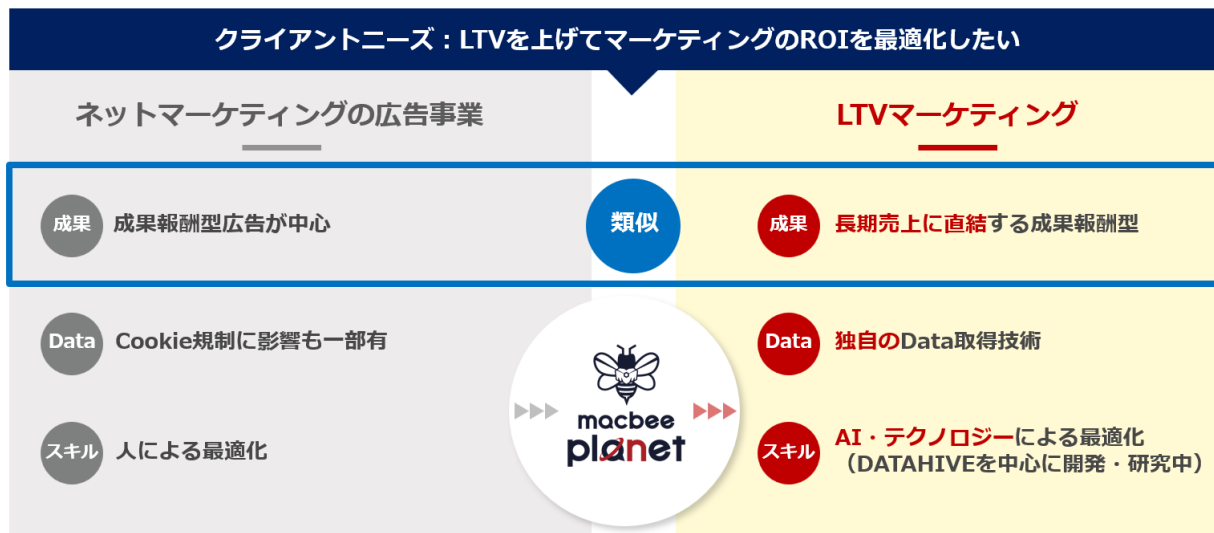 クライアントニーズ：LTVを上げてマーケティングのROIを最適化したい
ネットマーケティングの広告事業
LTVマーケティング
成果 成果報酬型広告が中心
類似
成果 長期売上に直結する成果報酬型
Data Cookie規制に影響も一部有
Data 独自のData取得技術
macbee
planet
スキル 人による最適化
スキル AI・テクノロジーによる最適化
（DATAHIVEを中心に開発・研究中）